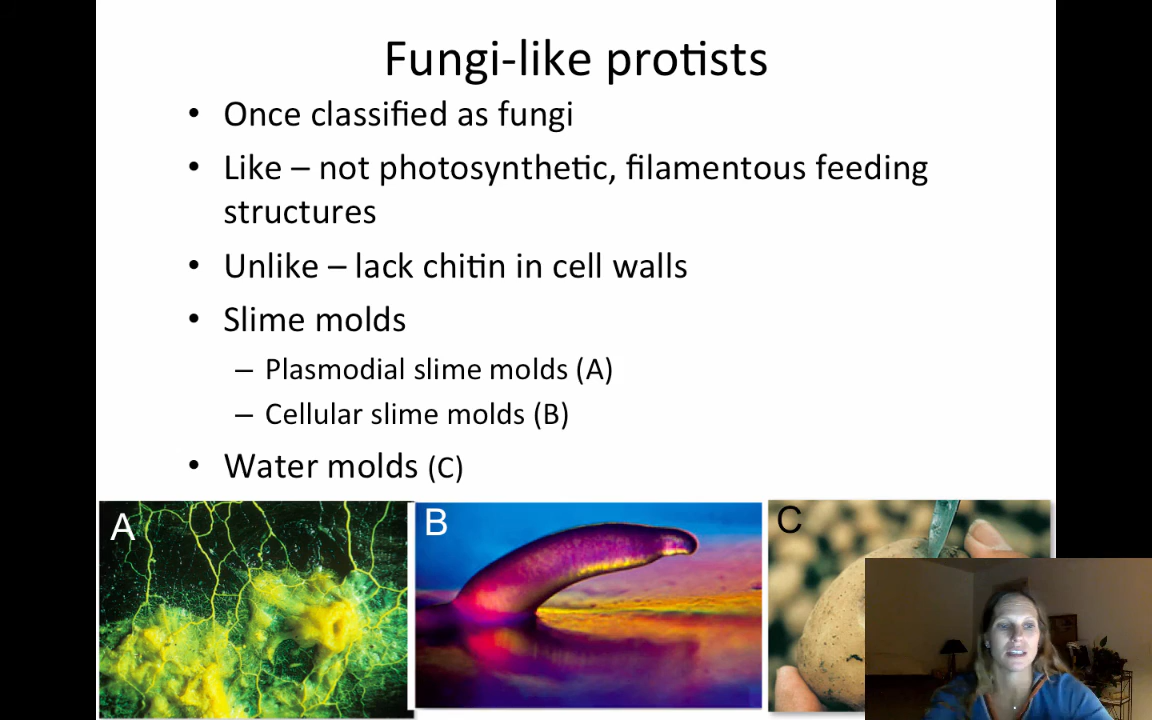 Fungi-like protists
• Once classified as fungi
• Like – not photosynthetic, filamentous feeding
structures
• Unlike – lack chitin in cell walls
• Slime molds
– Plasmodial slime molds (A)
– Cellular slime molds (B)
• Water molds (C)
A
B
C